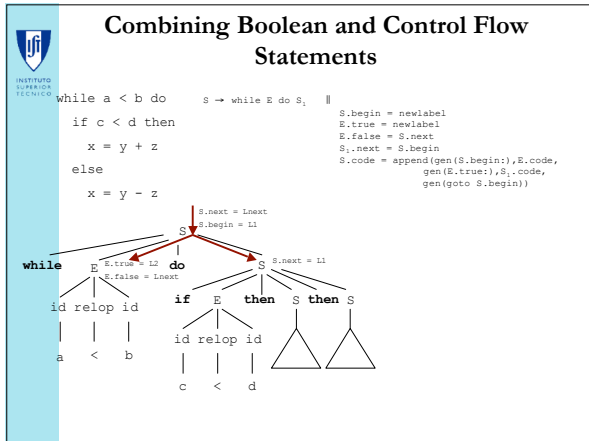 Combining Boolean and Control Flow
Statements
INSTITUTO
SUPERIOR
TÉCNICO
while a < b do
if c < d then
x = y + z
else
x = y - z
S → while E do S₁ ‖
S.begin = newlabel
E.true = newlabel
E.false = S.next
S₁.next = S.begin
S.code = append(gen(S.begin:),E.code,
gen(E.true:),S₁.code,
gen(goto S.begin))
S.next = Lnext
S.begin = L1
S
while E E.true = L2 do S S.next = L1
E.false = Lnext
if E then S then S
id relop id
id relop id
a < b
c < d